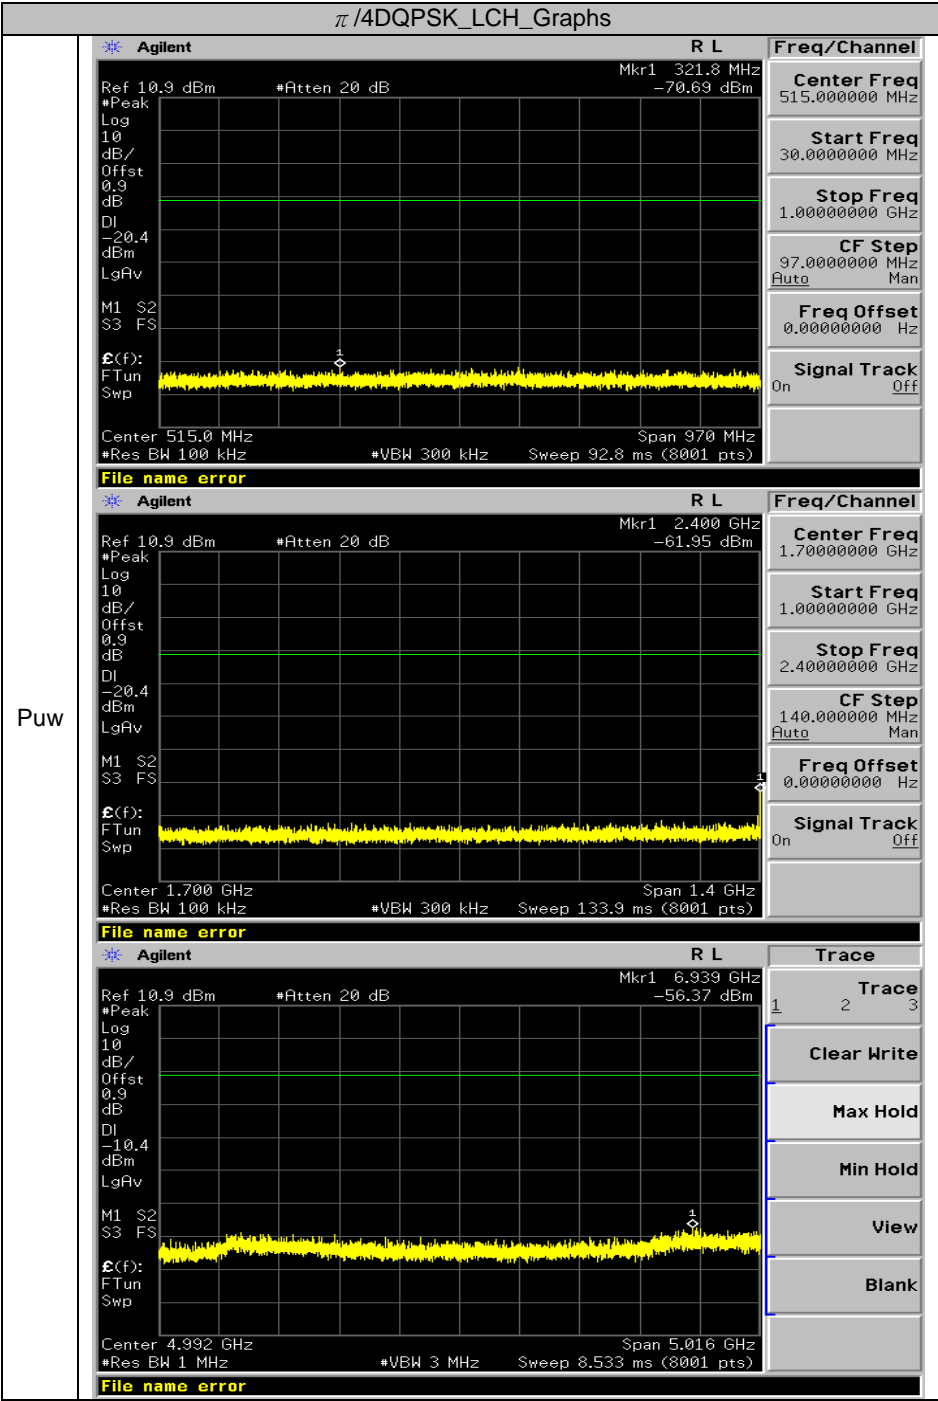 π/4DQPSK_LCH_Graphs
Puw
Agilent R L Freq/Channel
Mkr1 321.8 MHz
Ref 10.9 dBm #Atten 20 dB -70.69 dBm
#Peak
Log
10
dB/
Offst
0.9
dB
DI
-20.4
dBm
LgAv
M1 S2
S3 FS
£(f):
FTun
Swp
1
Center 515.0 MHz Span 970 MHz
#Res BW 100 kHz #VBW 300 kHz Sweep 92.8 ms (8001 pts)
File name error
Center Freq
515.000000 MHz
Start Freq
30.0000000 MHz
Stop Freq
1.00000000 GHz
CF Step
97.0000000 MHz
Auto Man
Freq Offset
0.00000000 Hz
Signal Track
On Off
Agilent R L Freq/Channel
Mkr1 2.400 GHz
Ref 10.9 dBm #Atten 20 dB -61.95 dBm
#Peak
Log
10
dB/
Offst
0.9
dB
DI
-20.4
dBm
LgAv
M1 S2
S3 FS
£(f):
FTun
Swp
1
Center 1.700 GHz Span 1.4 GHz
#Res BW 100 kHz #VBW 300 kHz Sweep 133.9 ms (8001 pts)
File name error
Center Freq
1.70000000 GHz
Start Freq
1.00000000 GHz
Stop Freq
2.40000000 GHz
CF Step
140.000000 MHz
Auto Man
Freq Offset
0.00000000 Hz
Signal Track
On Off
Agilent R L Trace
Mkr1 6.939 GHz
Ref 10.9 dBm #Atten 20 dB -56.37 dBm
#Peak
Log
10
dB/
Offst
0.9
dB
DI
-10.4
dBm
LgAv
M1 S2
S3 FS
£(f):
FTun
Swp
1
Center 4.992 GHz Span 5.016 GHz
#Res BW 1 MHz #VBW 3 MHz Sweep 8.533 ms (8001 pts)
File name error
Trace
1 2 3
Clear Write
Max Hold
Min Hold
View
Blank